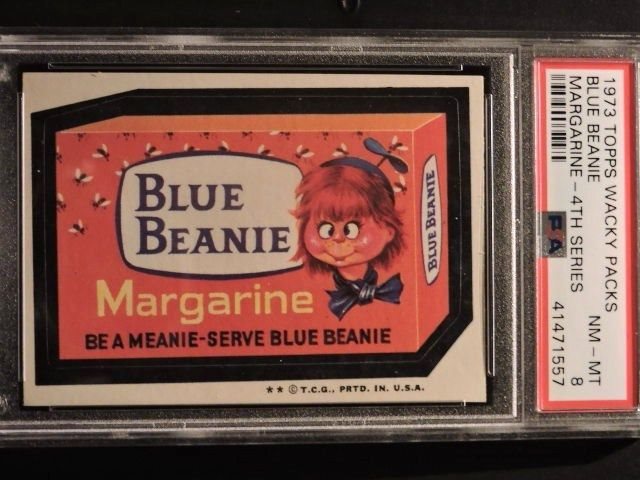 BLUE
BEANIE
Margarine
BE A MEANIE-SERVE BLUE BEANIE
BLUE BEANIE
** © T.C.G., PRTD. IN. U.S.A.
1973 TOPPS WACKY PACKS
BLUE BEANIE NM - MT
MARGARINE - 4TH SERIES 8
PSA 41471557